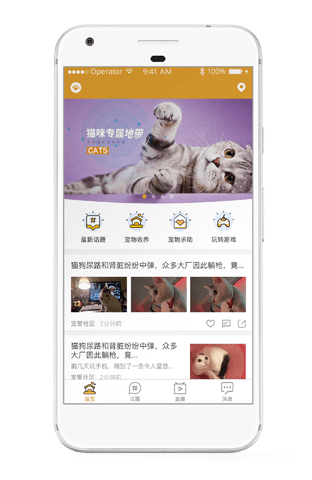 Operator
9:41 AM
100%
猫咪专属地带
CATS
最新话题
宠物收养
宠物求助
玩转游戏
猫狗尿路和肾脏纷纷中弹，众多大厂因此躺枪，竟...
宠爱社区 2分钟前
猫狗尿路和肾脏纷纷中弹，众多
大厂因此躺枪，竟...
前几天玩手机，摘到了一条令人窒息...
宠爱社区 2分钟前
首页
话题
直播
消息